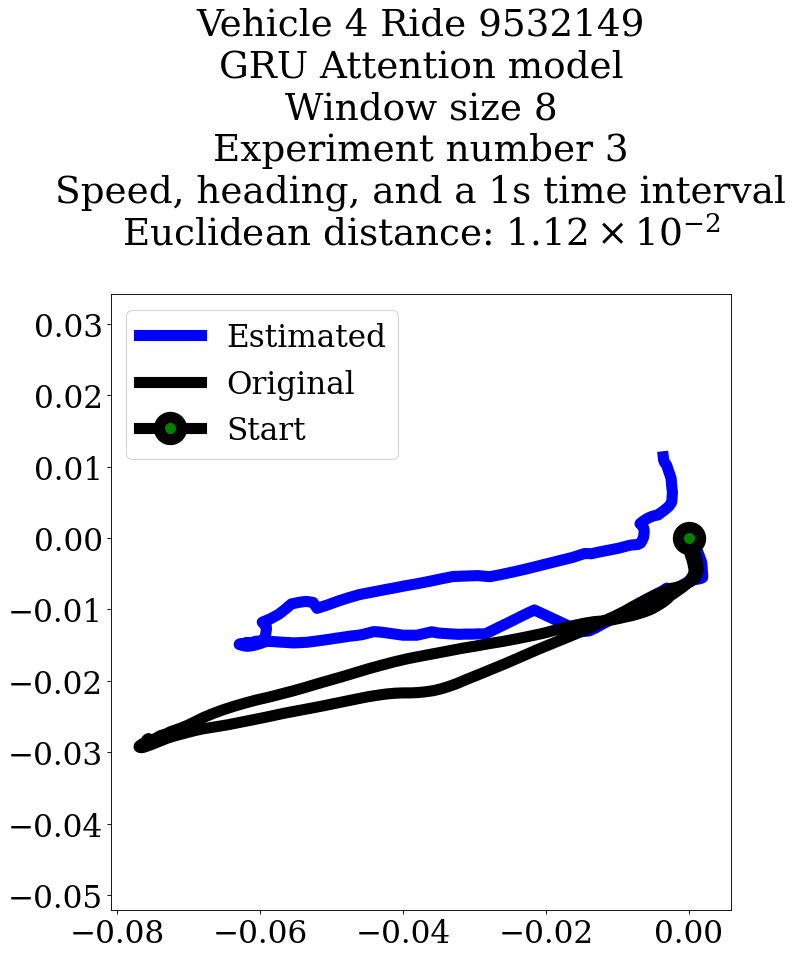 Vehicle 4 Ride 9532149
GRU Attention model
Window size 8
Experiment number 3
Speed, heading, and a 1s time interval
Euclidean distance: 1.12 × 10⁻²
Estimated
Original
Start
0.03
0.02
0.01
0.00
−0.01
−0.02
−0.03
−0.04
−0.05
−0.08 −0.06 −0.04 −0.02 0.00